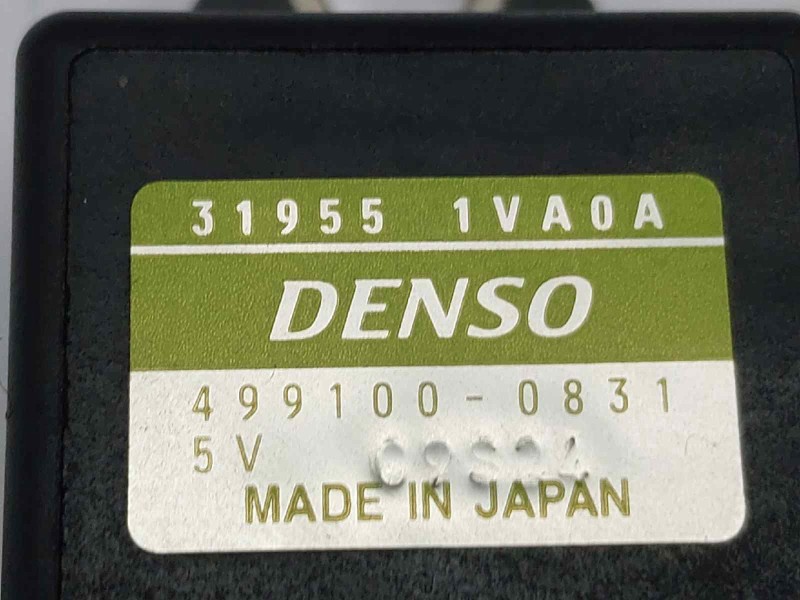 31955 1VA0A
DENSO
499100-0831
5V
MADE IN JAPAN